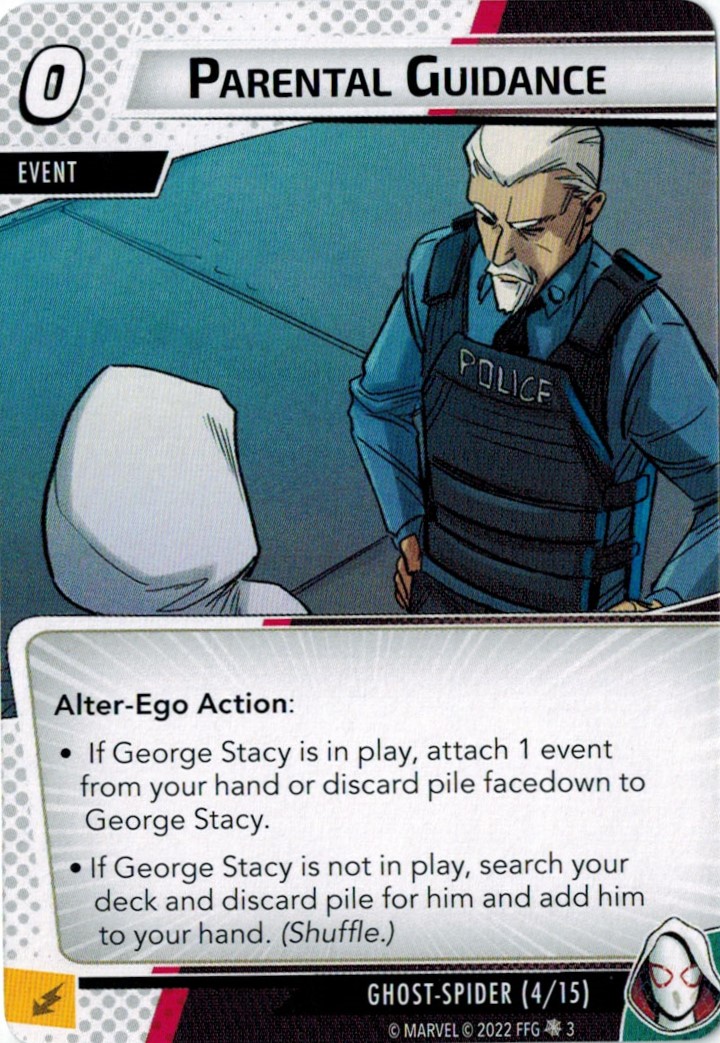 0
PARENTAL GUIDANCE
EVENT
POLICE
Alter-Ego Action:
• If George Stacy is in play, attach 1 event
from your hand or discard pile facedown to
George Stacy.
• If George Stacy is not in play, search your
deck and discard pile for him and add him
to your hand. (Shuffle.)
GHOST-SPIDER (4/15)
© MARVEL © 2022 FFG 3